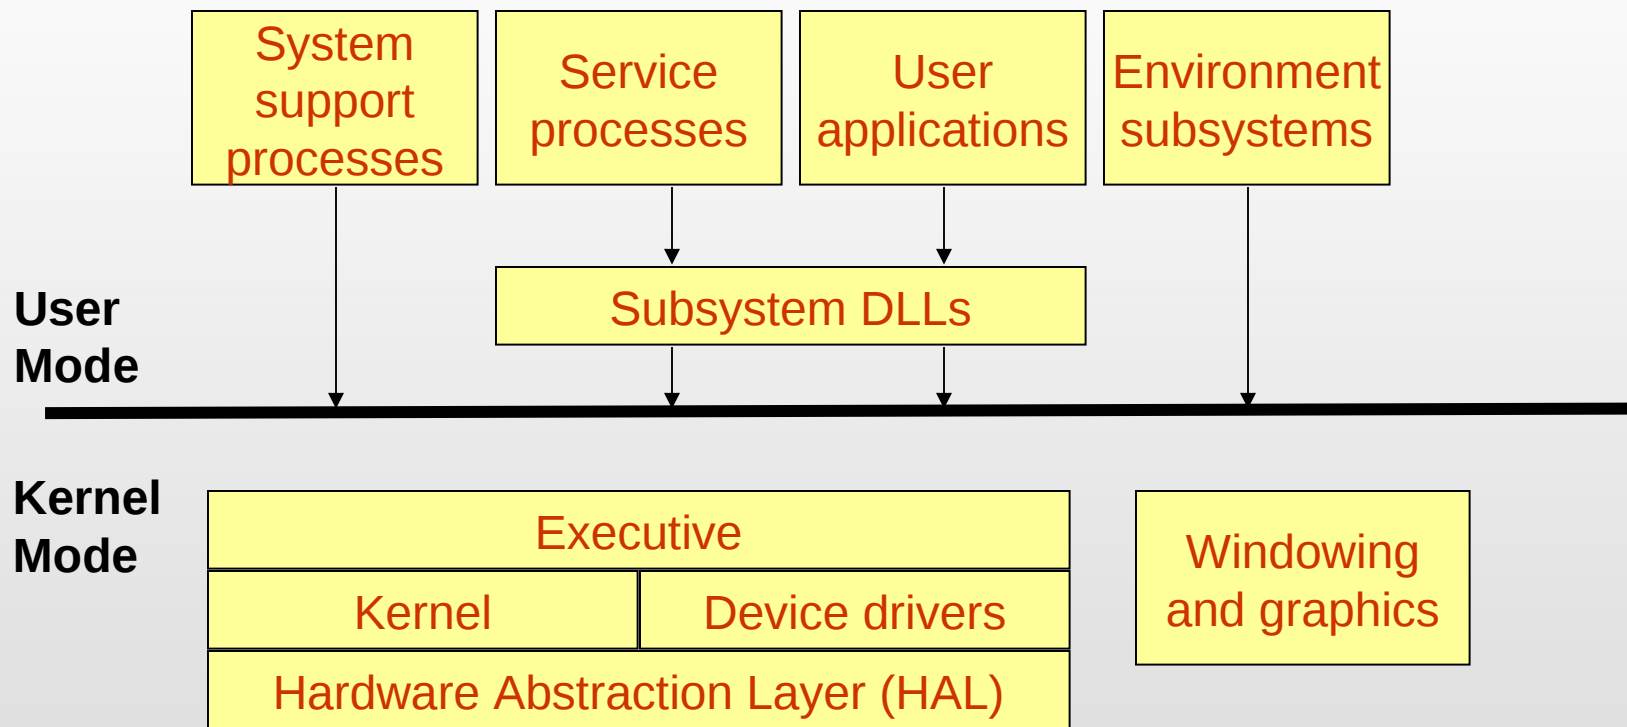 System
support
processes
Service
processes
User
applications
Environment
subsystems
Subsystem DLLs
User
Mode
Kernel
Mode
Executive
Kernel
Device drivers
Hardware Abstraction Layer (HAL)
Windowing
and graphics